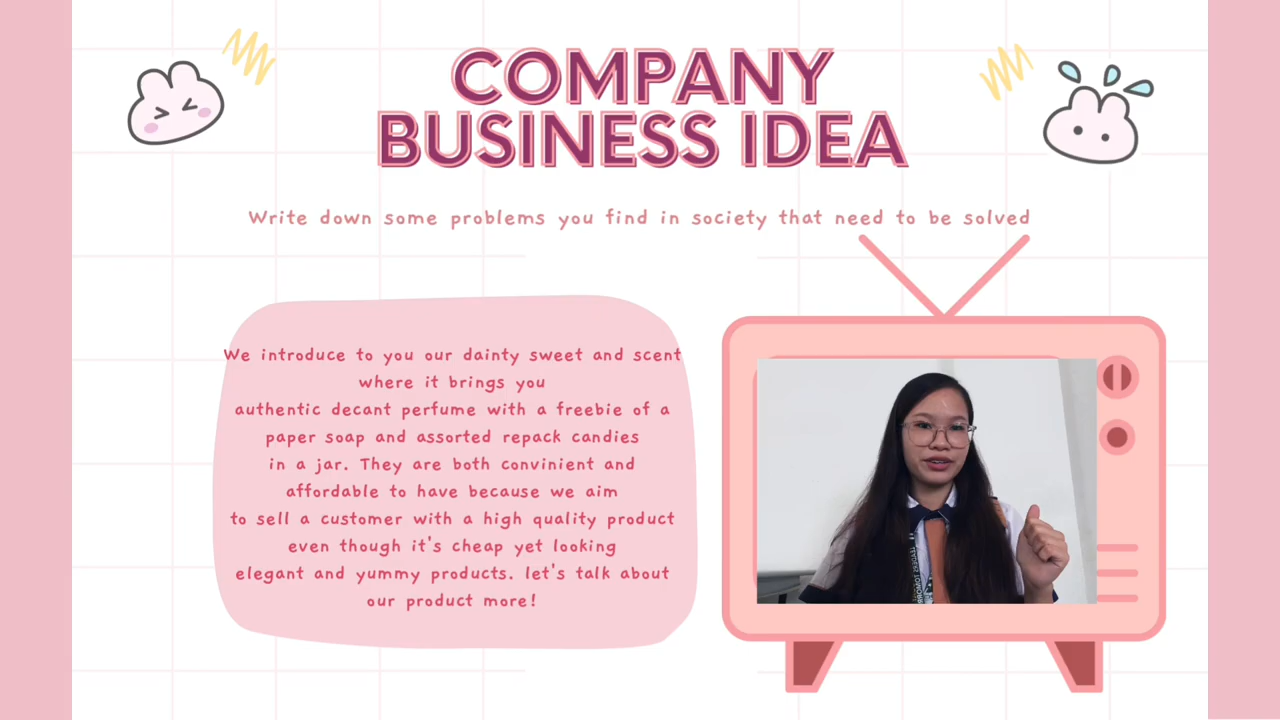 COMPANY
BUSINESS IDEA
Write down some problems you find in society that need to be solved
We introduce to you our dainty sweet and scent
where it brings you
authentic decant perfume with a freebie of a
paper soap and assorted repack candies
in a jar. They are both convinient and
affordable to have because we aim
to sell a customer with a high quality product
even though it's cheap yet looking
elegant and yummy products. let's talk about
our product more!